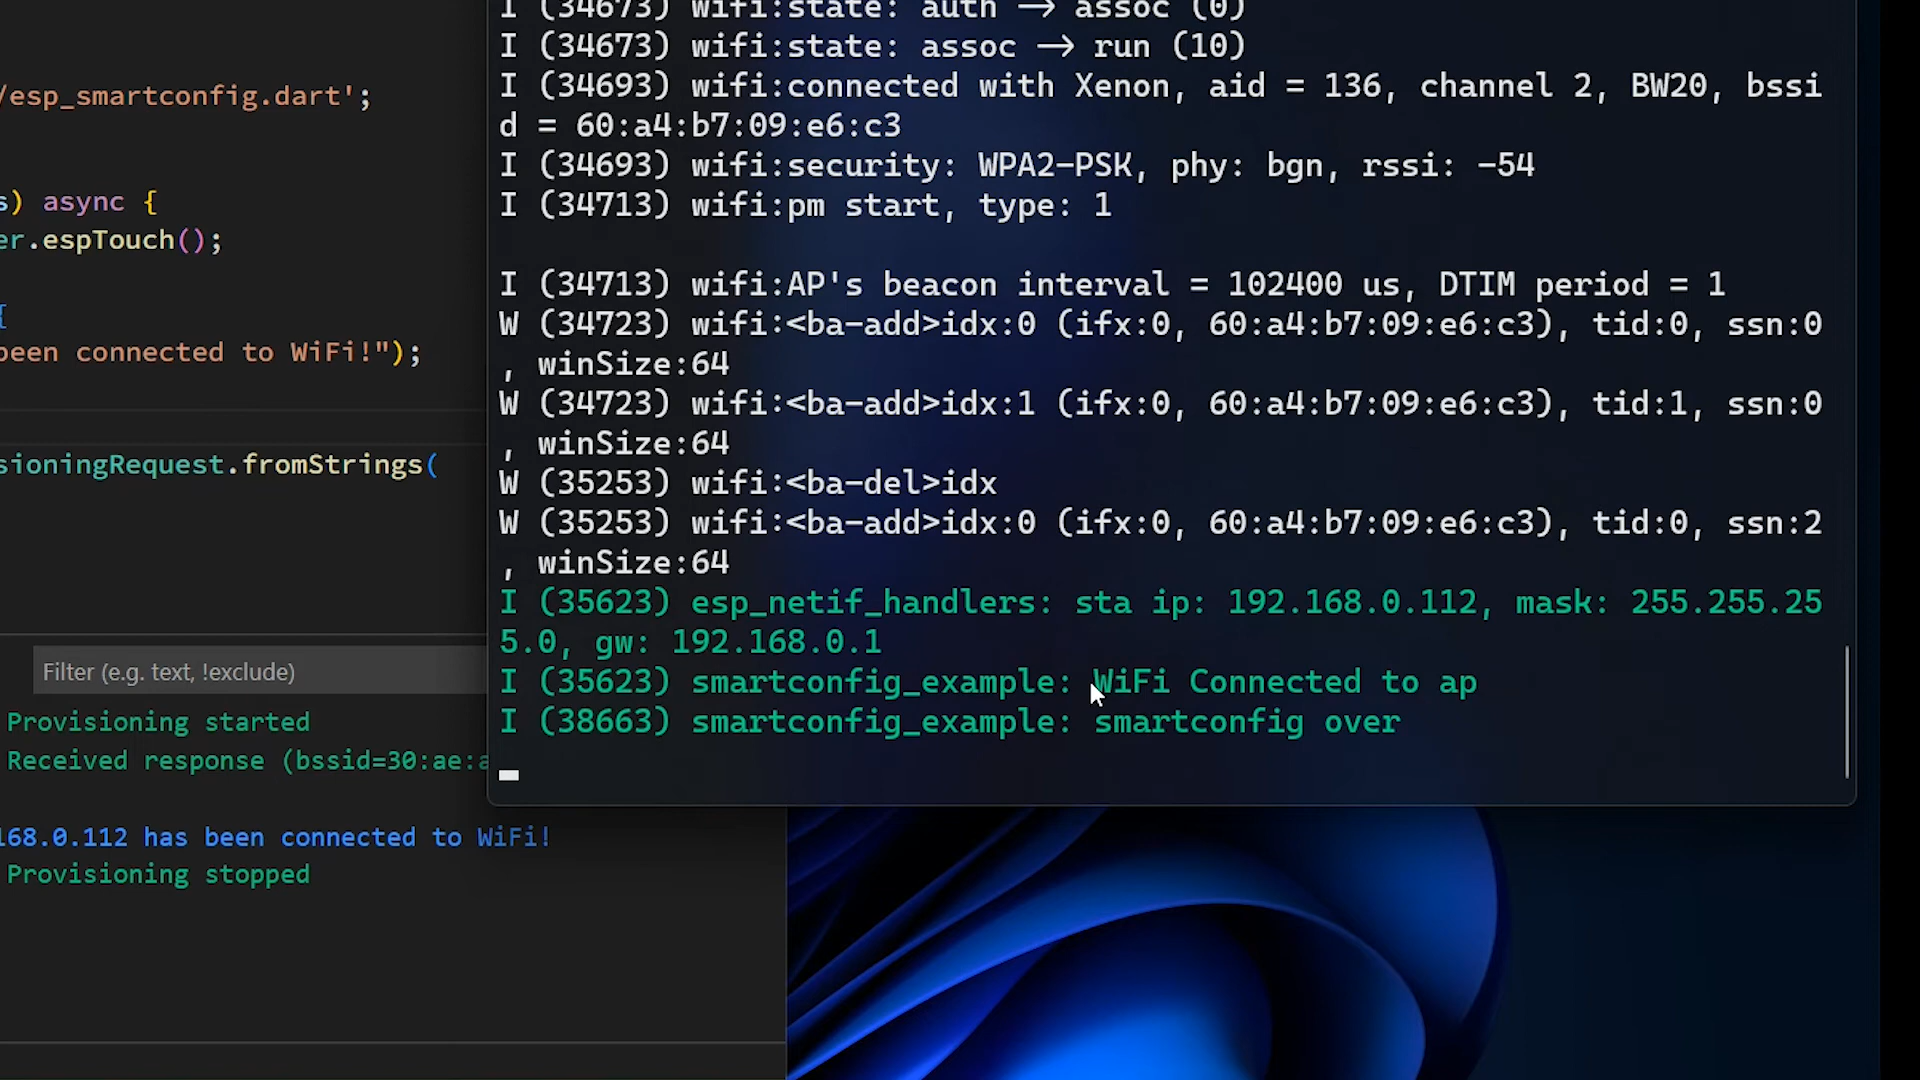 /esp_smartconfig.dart';
s) async {
er.espTouch();
{
been connected to WiFi!");
sioningRequest.fromStrings(
Filter (e.g. text, !exclude)
Provisioning started
Received response (bssid=30:ae:a
168.0.112 has been connected to WiFi!
Provisioning stopped
I (34673) wifi:state: auth -> assoc (0)
I (34673) wifi:state: assoc -> run (10)
I (34693) wifi:connected with Xenon, aid = 136, channel 2, BW20, bssi
d = 60:a4:b7:09:e6:c3
I (34693) wifi:security: WPA2-PSK, phy: bgn, rssi: -54
I (34713) wifi:pm start, type: 1
I (34713) wifi:AP's beacon interval = 102400 us, DTIM period = 1
W (34723) wifi:<ba-add>idx:0 (ifx:0, 60:a4:b7:09:e6:c3), tid:0, ssn:0
, winSize:64
W (34723) wifi:<ba-add>idx:1 (ifx:0, 60:a4:b7:09:e6:c3), tid:1, ssn:0
, winSize:64
W (35253) wifi:<ba-del>idx
W (35253) wifi:<ba-add>idx:0 (ifx:0, 60:a4:b7:09:e6:c3), tid:0, ssn:2
, winSize:64
I (35623) esp_netif_handlers: sta ip: 192.168.0.112, mask: 255.255.25
5.0, gw: 192.168.0.1
I (35623) smartconfig_example: WiFi Connected to ap
I (38663) smartconfig_example: smartconfig over